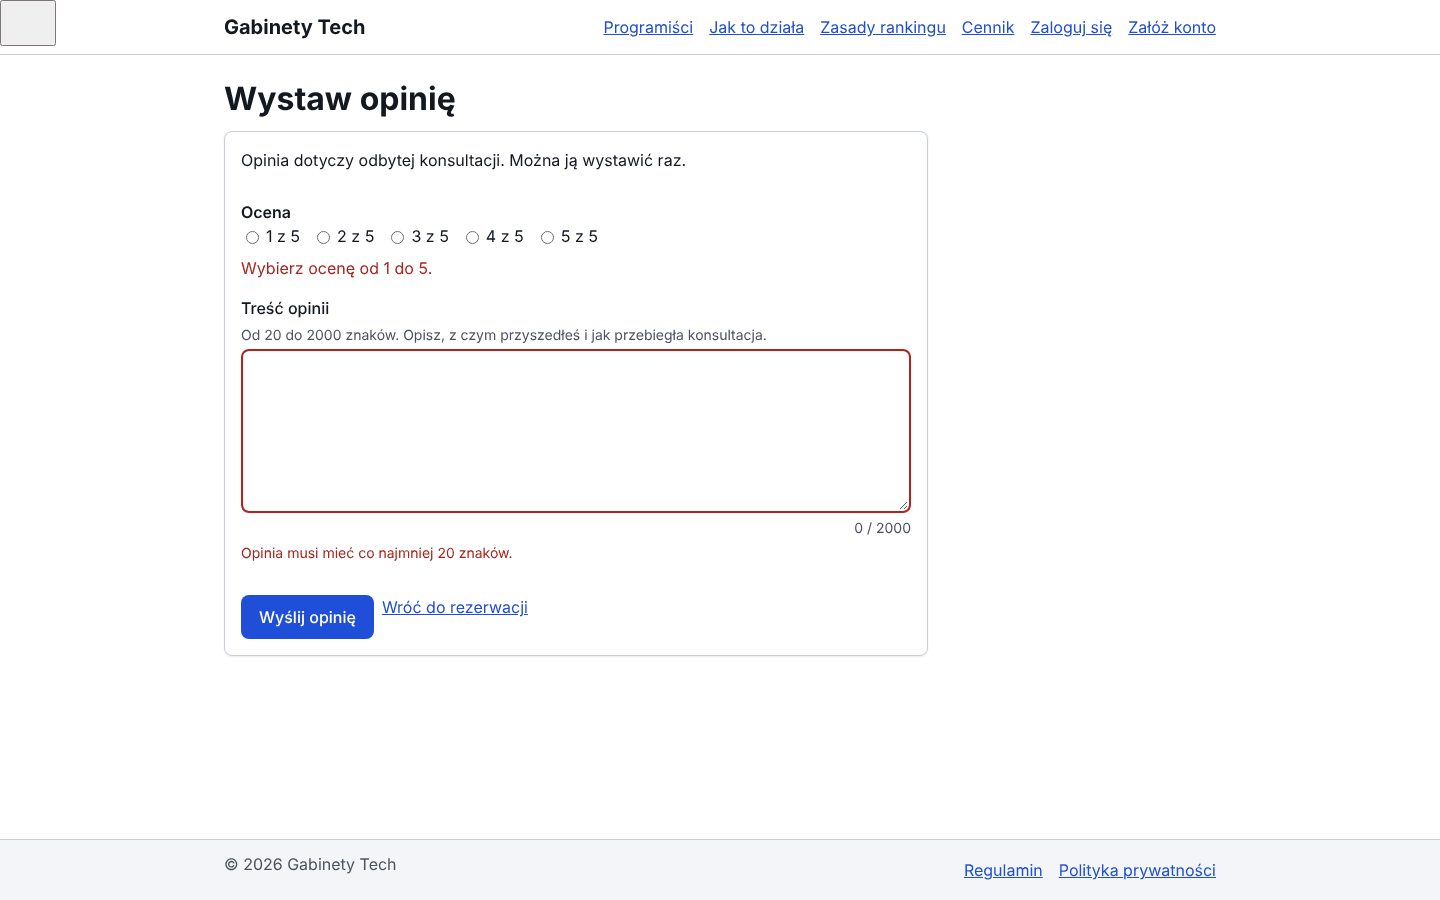 Gabinety Tech
Programiści Jak to działa Zasady rankingu Cennik Zaloguj się Załóż konto
Wystaw opinię
Opinia dotyczy odbytej konsultacji. Można ją wystawić raz.
Ocena
1 z 5 2 z 5 3 z 5 4 z 5 5 z 5
Wybierz ocenę od 1 do 5.
Treść opinii
Od 20 do 2000 znaków. Opisz, z czym przyszedłeś i jak przebiegła konsultacja.
0 / 2000
Opinia musi mieć co najmniej 20 znaków.
Wyślij opinię Wróć do rezerwacji
© 2026 Gabinety Tech
Regulamin Polityka prywatności